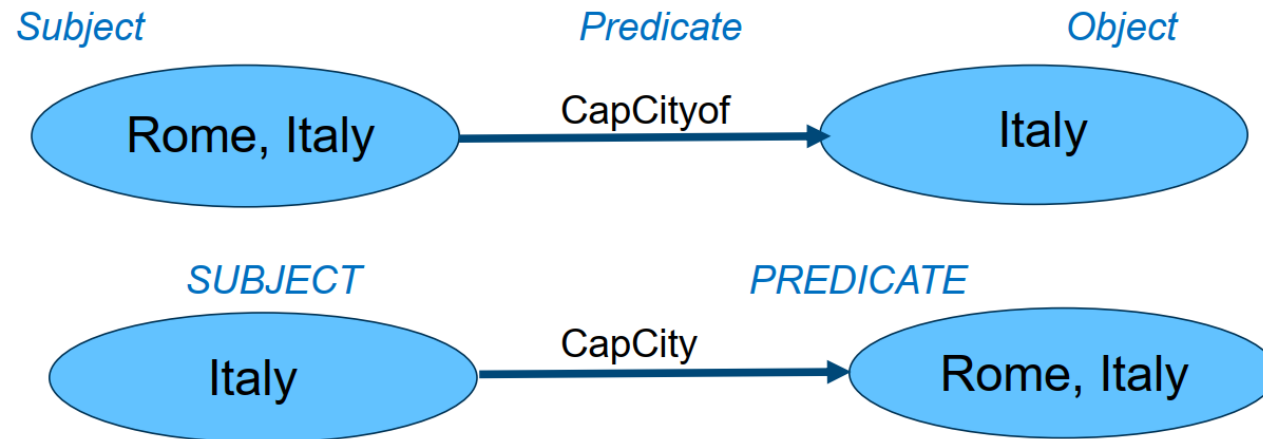 Subject Predicate Object
CapCityof
Rome, Italy Italy
SUBJECT PREDICATE
CapCity
Italy Rome, Italy